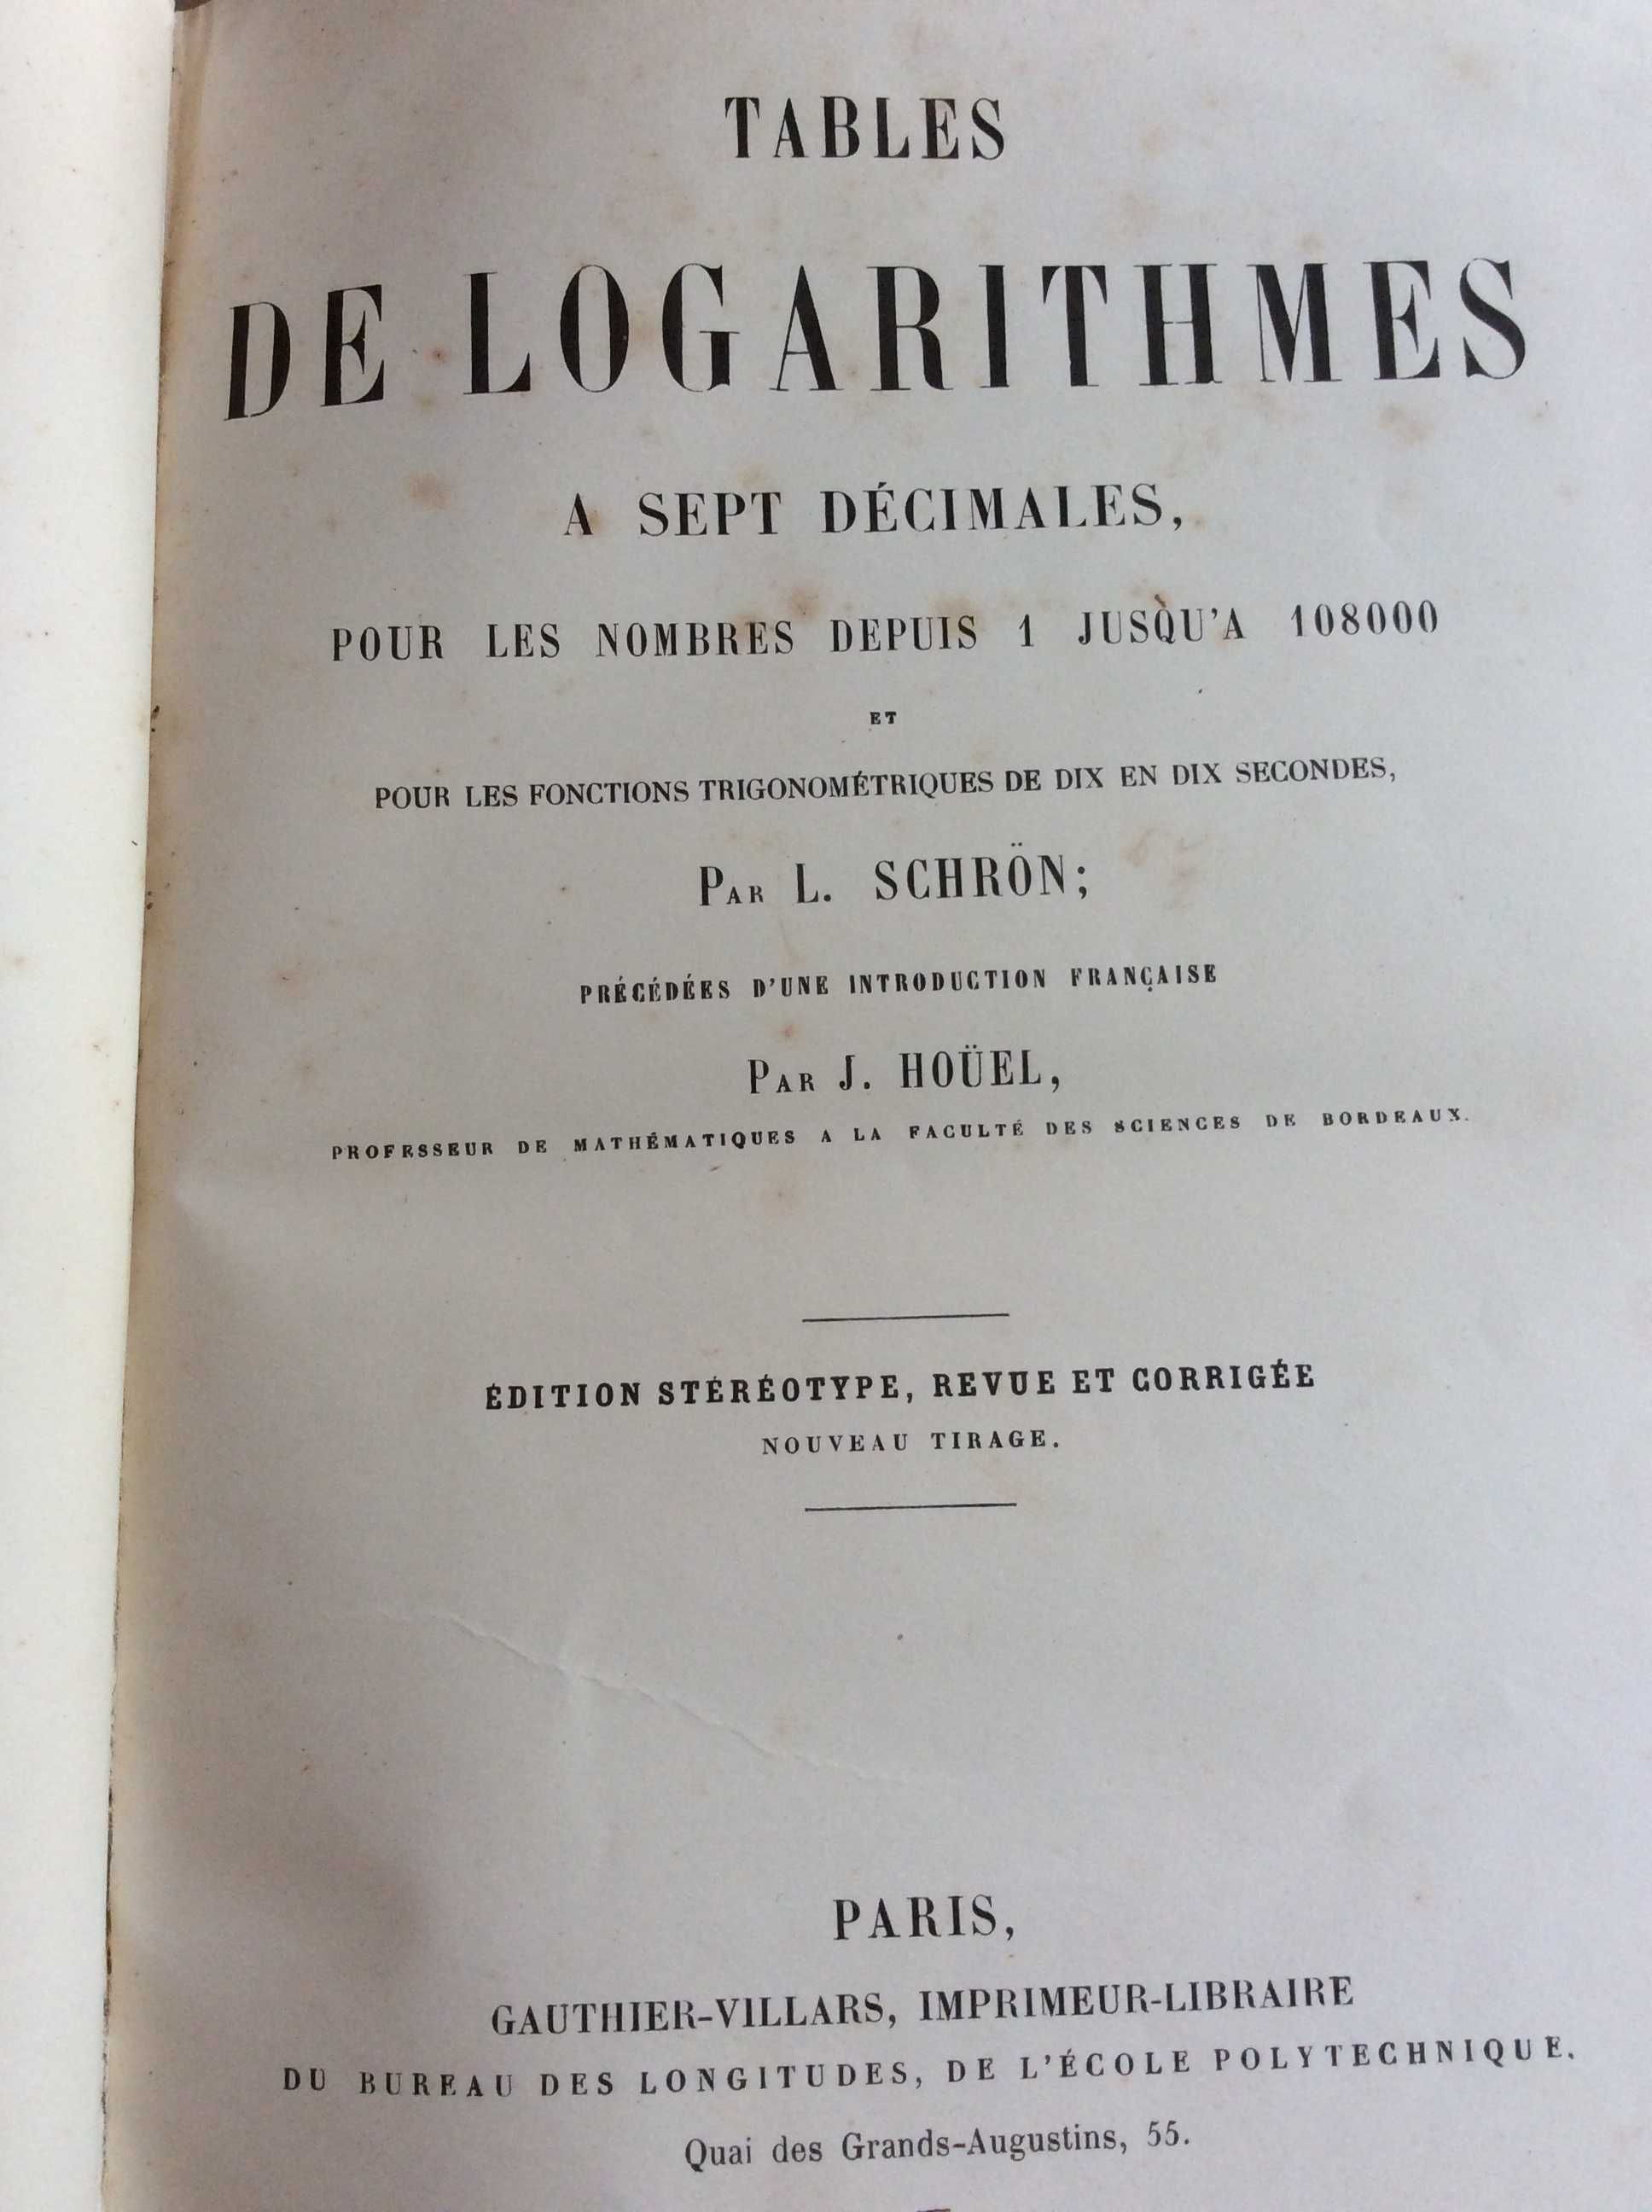 TABLES
DE LOGARITHMES
A SEPT DÉCIMALES,
POUR LES NOMBRES DEPUIS 1 JUSQU'A 108000
ET
POUR LES FONCTIONS TRIGONOMÉTRIQUES DE DIX EN DIX SECONDES,
PAR L. SCHRÖN;
PRÉCÉDÉES D'UNE INTRODUCTION FRANÇAISE
PAR J. HOÜEL,
PROFESSEUR DE MATHÉMATIQUES A LA FACULTÉ DES SCIENCES DE BORDEAUX.
ÉDITION STÉRÉOTYPE, REVUE ET CORRIGÉE
NOUVEAU TIRAGE.
PARIS,
GAUTHIER-VILLARS, IMPRIMEUR-LIBRAIRE
DU BUREAU DES LONGITUDES, DE L'ÉCOLE POLYTECHNIQUE.
Quai des Grands-Augustins, 55.